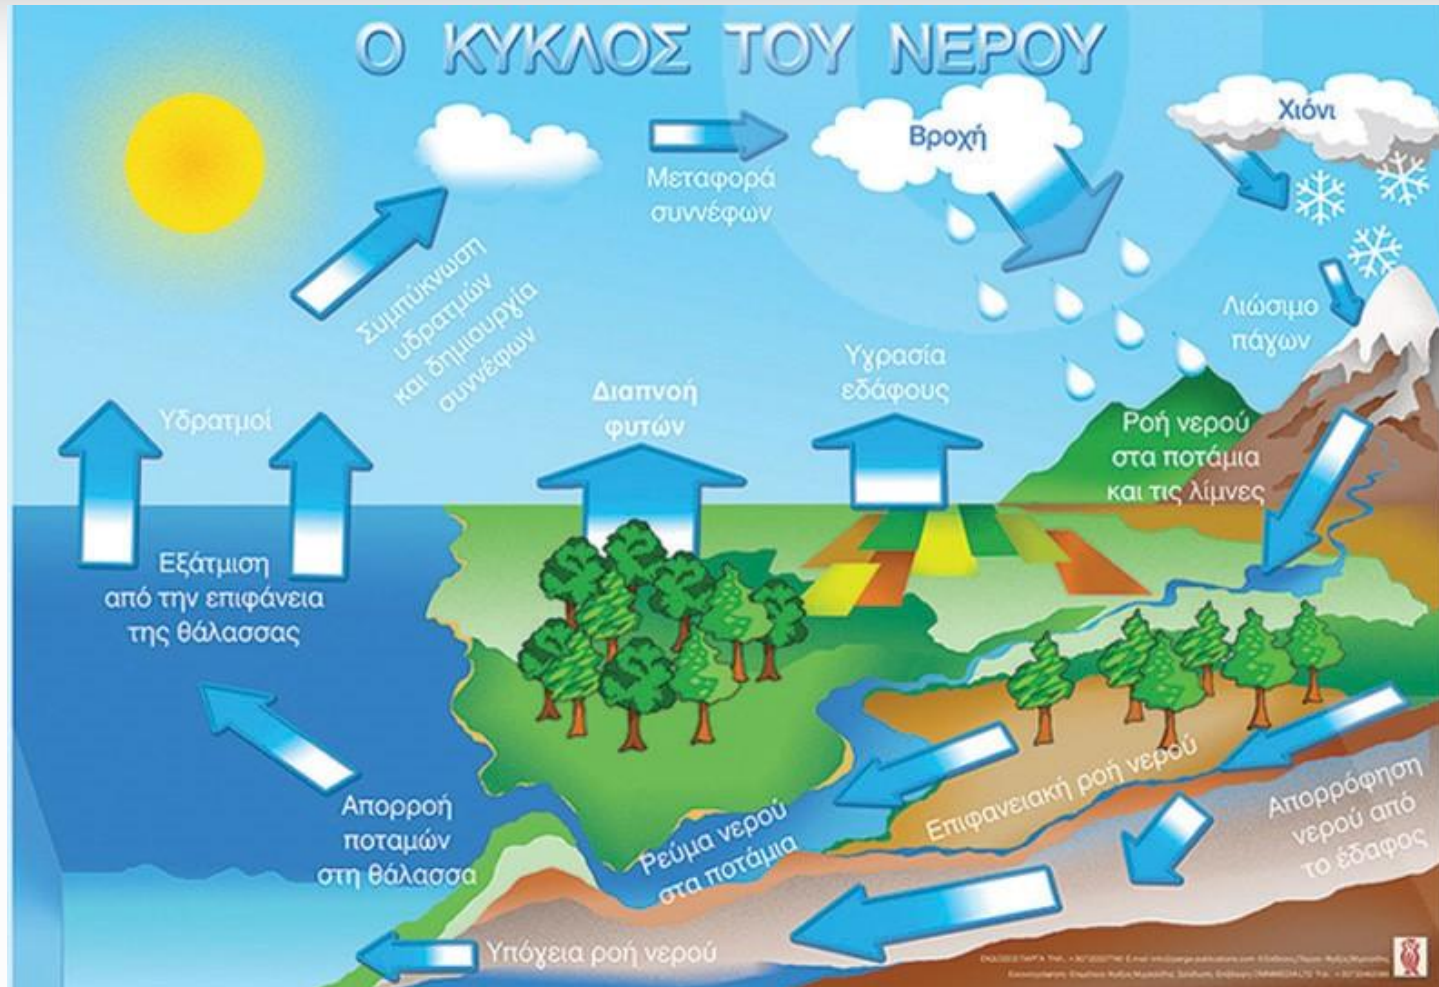 Ο ΚΥΚΛΟΣ ΤΟΥ ΝΕΡΟΥ
Βροχή
Χιόνι
Μεταφορά
συννέφων
Συμπύκνωση
υδρατμών
και δημιουργία
συννέφων
Λιώσιμο
πάγων
Υγρασία
εδάφους
Διαπνοή
φυτών
Υδρατμοί
Ροή νερού
στα ποτάμια
και τις λίμνες
Εξάτμιση
από την επιφάνεια
της θάλασσας
Επιφανειακή ροή νερού
Απορρόφηση
νερού από
το έδαφος
Απορροή
ποταμών
στη θάλασσα
Ρεύμα νερού
στα ποτάμια
Υπόγεια ροή νερού